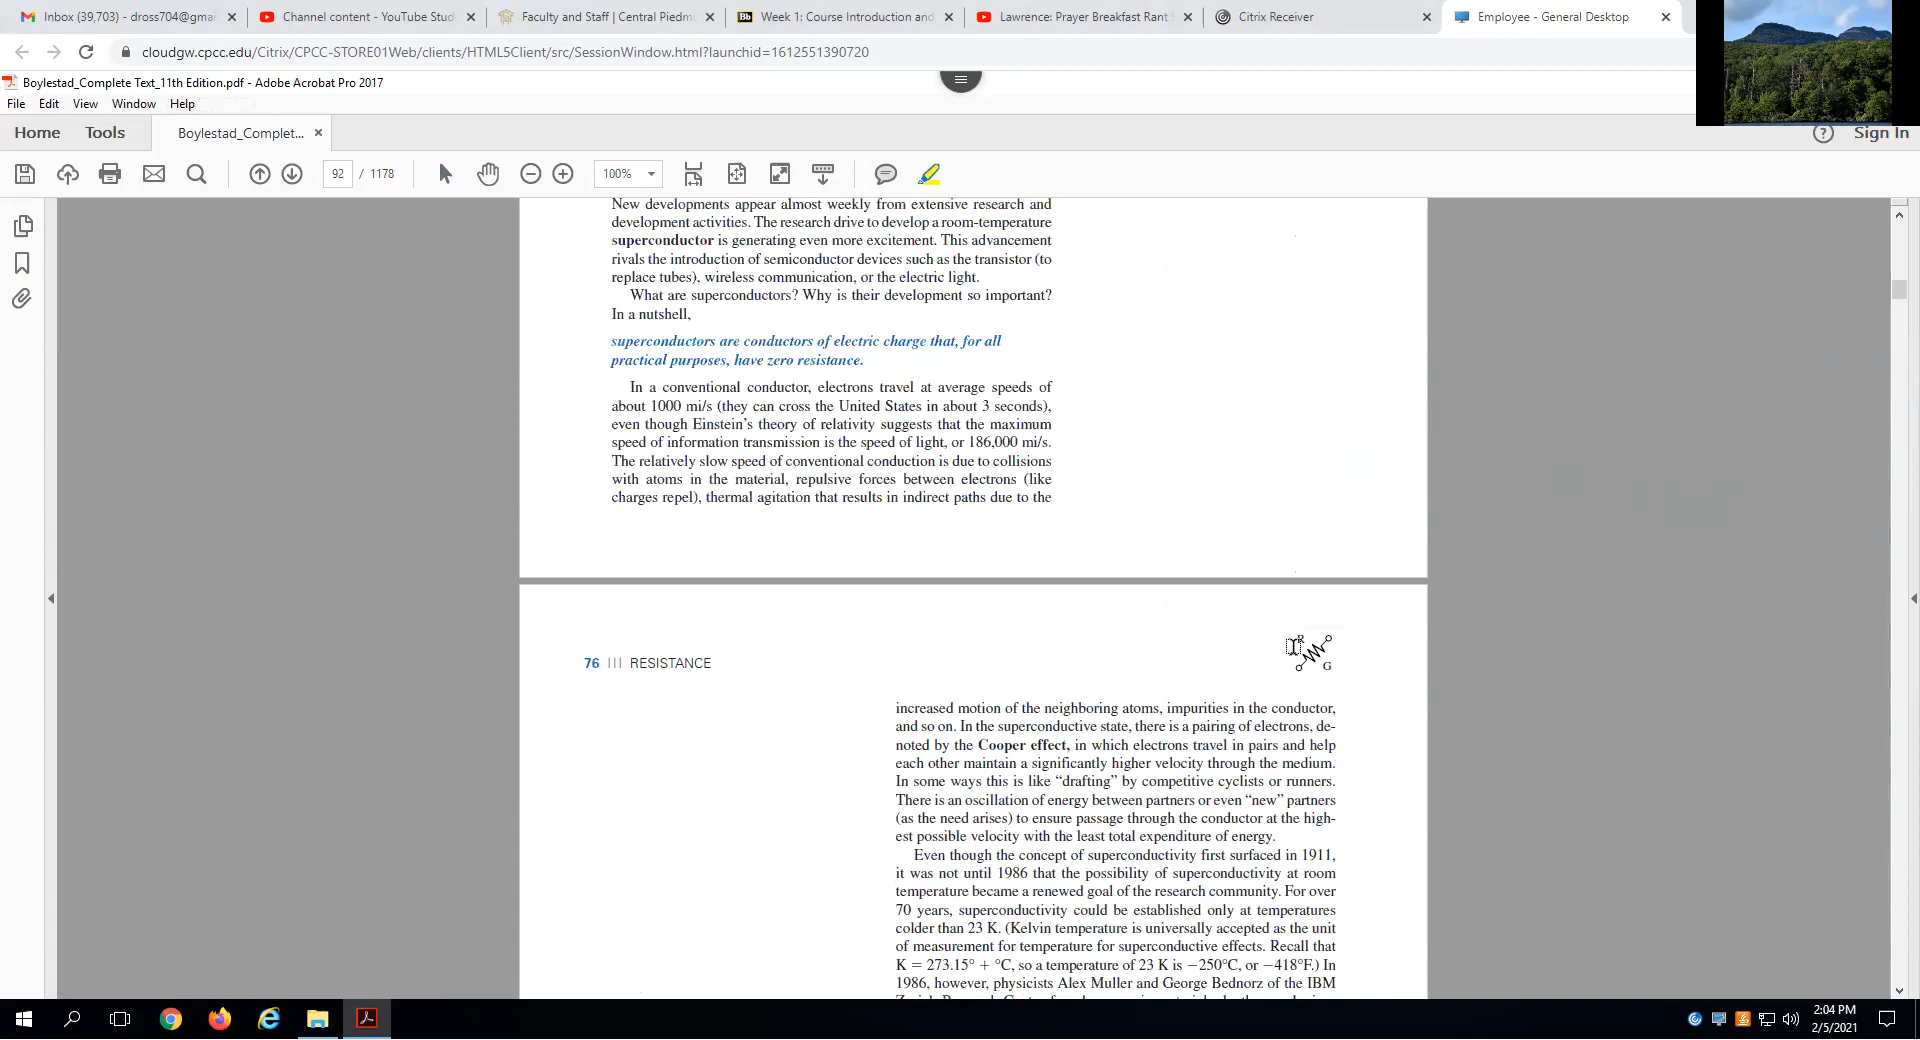 Inbox (39,703) - dross704@gmai
Channel content - YouTube Stud
Faculty and Staff | Central Piedm
Bb
Week 1: Course Introduction and
Lawrence: Prayer Breakfast Rant
Citrix Receiver
Employee - General Desktop
cloudgw.cpcc.edu/Citrix/CPCC-STORE01Web/clients/HTML5Client/src/SessionWindow.html?launchid=1612551390720
Boylestad_Complete Text_11th Edition.pdf - Adobe Acrobat Pro 2017
File Edit View Window Help
Home Tools Boylestad_Complet... Sign In
92 / 1178 100%
New developments appear almost weekly from extensive research and
development activities. The research drive to develop a room-temperature
superconductor is generating even more excitement. This advancement
rivals the introduction of semiconductor devices such as the transistor (to
replace tubes), wireless communication, or the electric light.
What are superconductors? Why is their development so important?
In a nutshell,
superconductors are conductors of electric charge that, for all
practical purposes, have zero resistance.
In a conventional conductor, electrons travel at average speeds of
about 1000 mi/s (they can cross the United States in about 3 seconds),
even though Einstein's theory of relativity suggests that the maximum
speed of information transmission is the speed of light, or 186,000 mi/s.
The relatively slow speed of conventional conduction is due to collisions
with atoms in the material, repulsive forces between electrons (like
charges repel), thermal agitation that results in indirect paths due to the
76 III RESISTANCE
R
G
increased motion of the neighboring atoms, impurities in the conductor,
and so on. In the superconductive state, there is a pairing of electrons, de-
noted by the Cooper effect, in which electrons travel in pairs and help
each other maintain a significantly higher velocity through the medium.
In some ways this is like “drafting” by competitive cyclists or runners.
There is an oscillation of energy between partners or even “new” partners
(as the need arises) to ensure passage through the conductor at the high-
est possible velocity with the least total expenditure of energy.
Even though the concept of superconductivity first surfaced in 1911,
it was not until 1986 that the possibility of superconductivity at room
temperature became a renewed goal of the research community. For over
70 years, superconductivity could be established only at temperatures
colder than 23 K. (Kelvin temperature is universally accepted as the unit
of measurement for temperature for superconductive effects. Recall that
K = 273.15° + °C, so a temperature of 23 K is −250°C, or −418°F.) In
1986, however, physicists Alex Muller and George Bednorz of the IBM
2:04 PM
2/5/2021